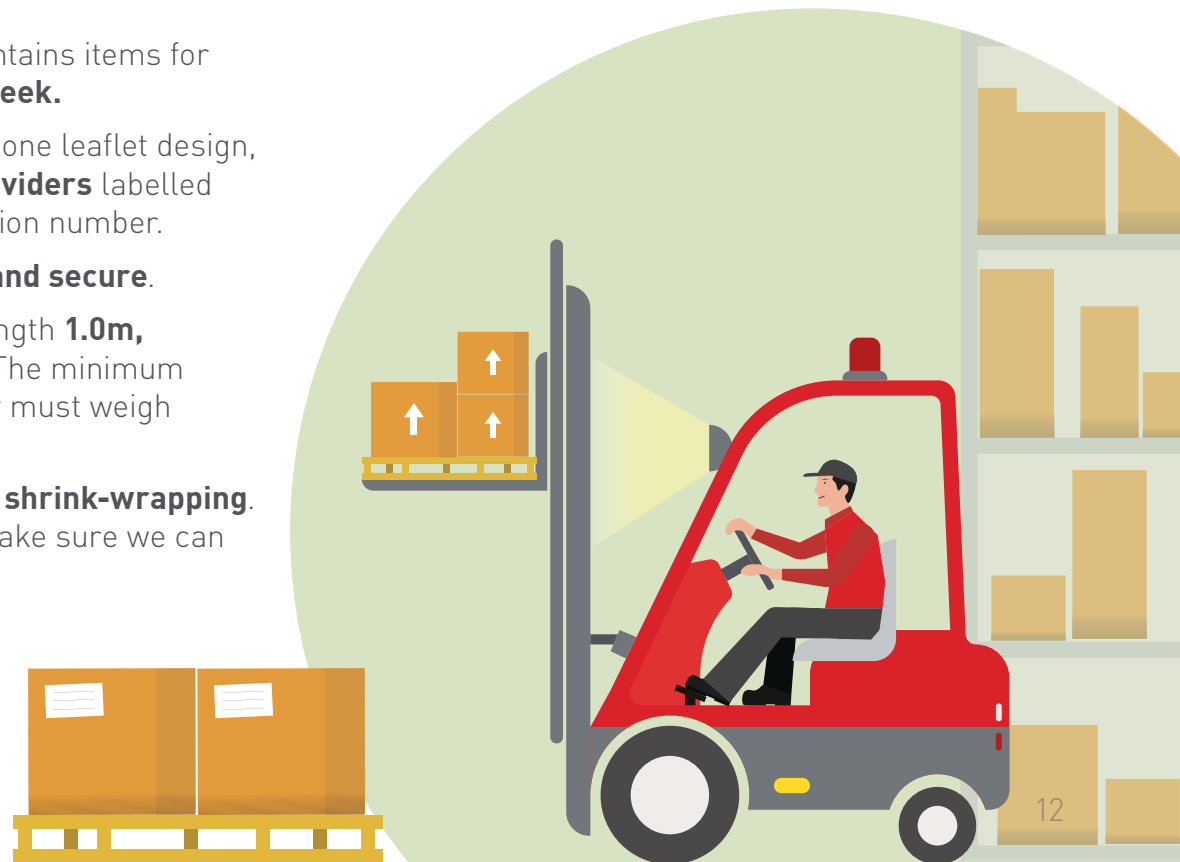 ntains items for
eek.
one leaflet design,
viders labelled
ion number.
and secure.
ngth 1.0m,
The minimum
must weigh
shrink-wrapping.
ake sure we can
12